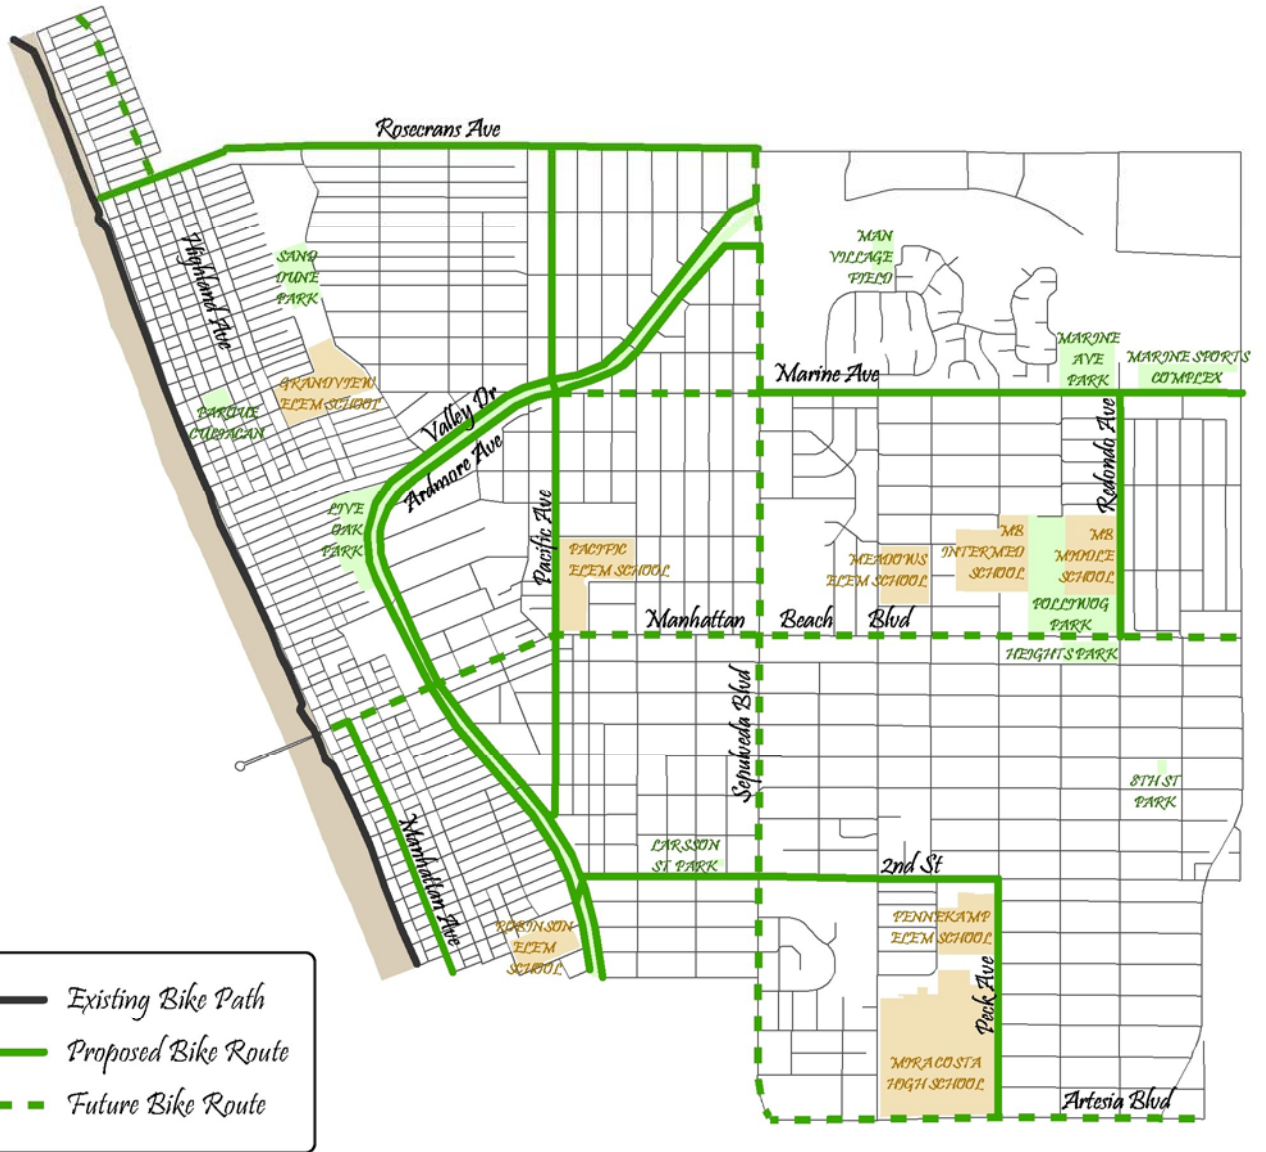 Rosecrans Ave
Highland Ave
SAND
DUNE
PARK
MAN
VILLAGE
FIELD
MARINE
AVE
PARK
MARINE SPORTS
COMPLEX
Marine Ave
GRANDVIEW
ELEM SCHOOL
PARQUE
CULIACAN
Valley Dr
Ardmore Ave
Redondo Ave
LIVE
OAK
PARK
Pacific Ave
PACIFIC
ELEM SCHOOL
MEADOWS
ELEM SCHOOL
MB
INTERMED
SCHOOL
MB
MIDDLE
SCHOOL
POLLIWOG
PARK
Manhattan Beach Blvd
HEIGHTS PARK
Sepulveda Blvd
8TH ST
PARK
Manhattan Ave
LARSSON
ST PARK
2nd St
ROBINSON
ELEM
SCHOOL
PENNEKAMP
ELEM SCHOOL
Peck Ave
MIRA COSTA
HIGH SCHOOL
Artesia Blvd
Existing Bike Path
Proposed Bike Route
Future Bike Route